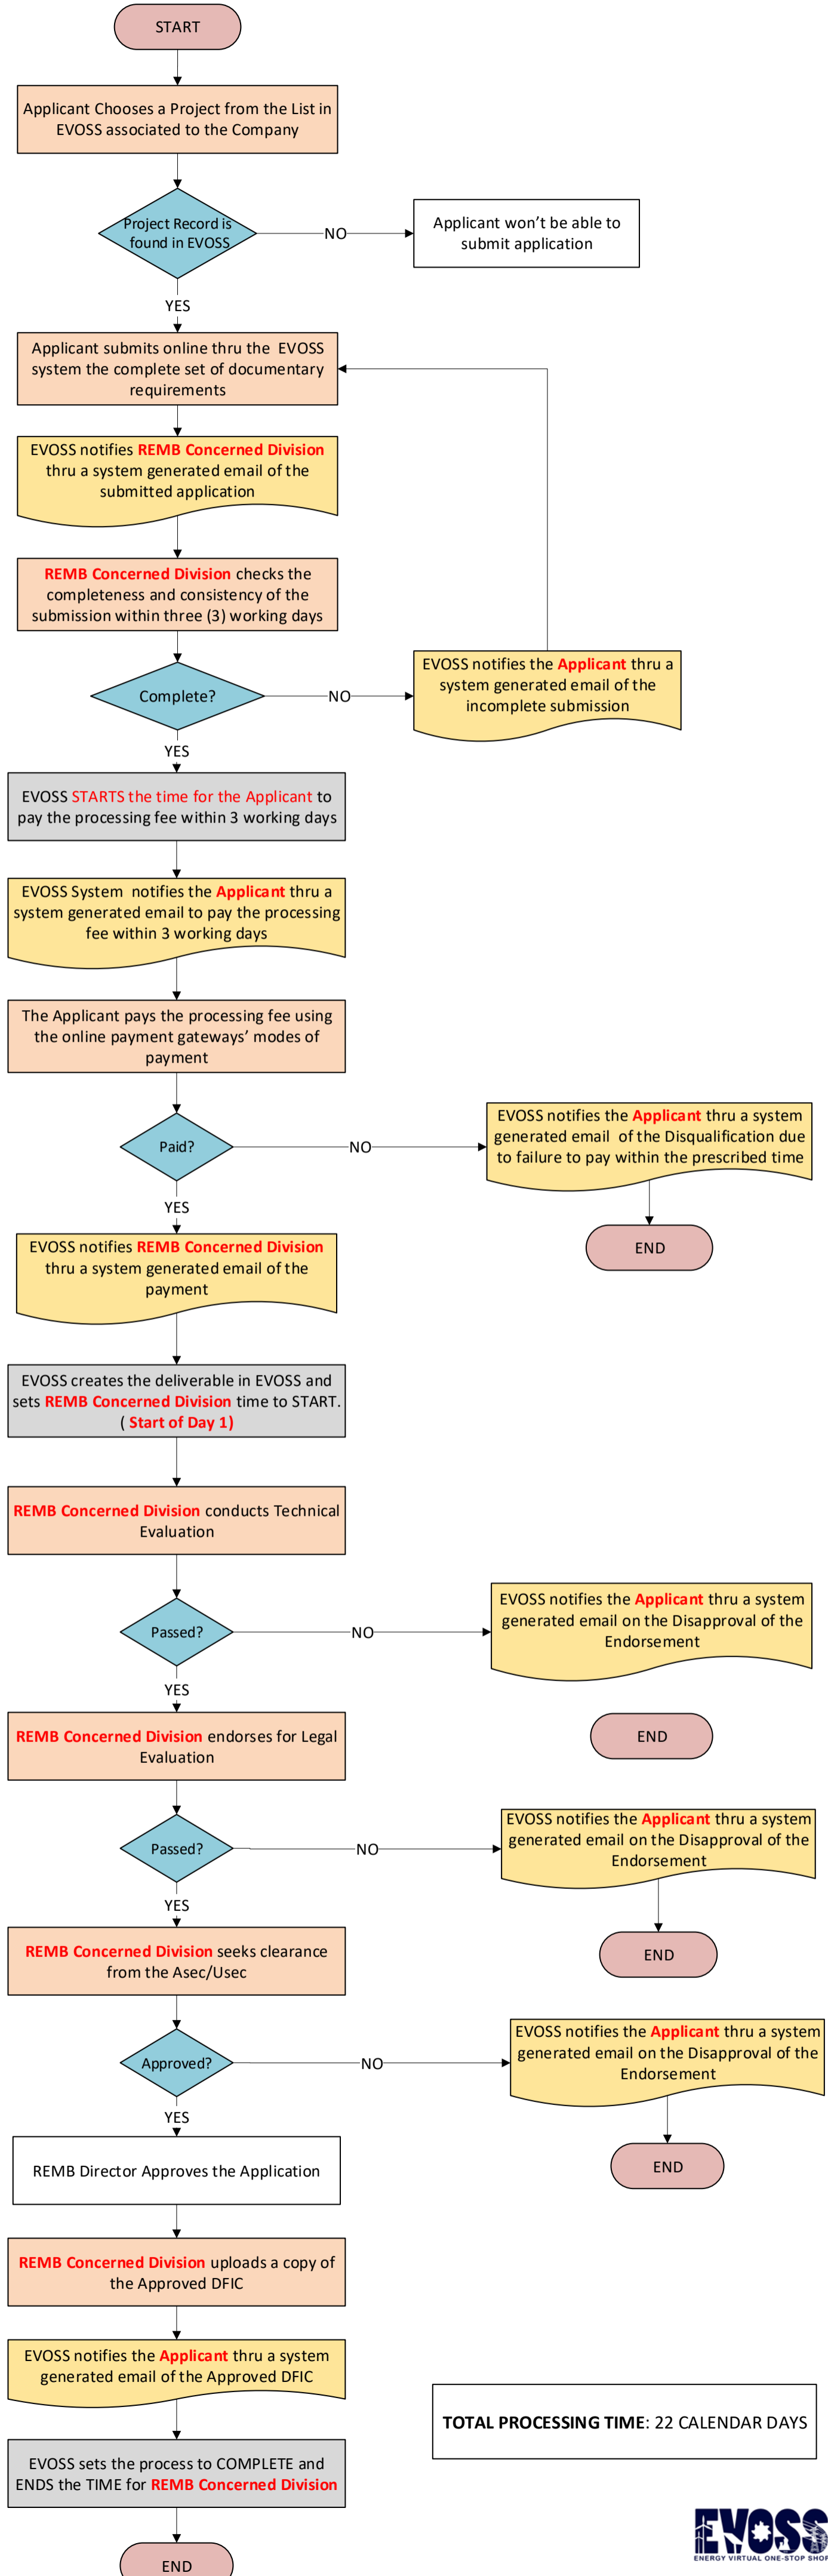 START
Applicant Chooses a Project from the List in
EVOSS associated to the Company
Project Record is
found in EVOSS
NO
Applicant won't be able to
submit application
YES
Applicant submits online thru the EVOSS
system the complete set of documentary
requirements
EVOSS notifies REMB Concerned Division
thru a system generated email of the
submitted application
REMB Concerned Division checks the
completeness and consistency of the
submission within three (3) working days
Complete?
NO
EVOSS notifies the Applicant thru a
system generated email of the
incomplete submission
YES
EVOSS STARTS the time for the Applicant to
pay the processing fee within 3 working days
EVOSS System notifies the Applicant thru a
system generated email to pay the processing
fee within 3 working days
The Applicant pays the processing fee using
the online payment gateways' modes of
payment
Paid?
NO
EVOSS notifies the Applicant thru a system
generated email of the Disqualification due
to failure to pay within the prescribed time
END
YES
EVOSS notifies REMB Concerned Division
thru a system generated email of the
payment
EVOSS creates the deliverable in EVOSS and
sets REMB Concerned Division time to START.
( Start of Day 1)
REMB Concerned Division conducts Technical
Evaluation
Passed?
NO
EVOSS notifies the Applicant thru a system
generated email on the Disapproval of the
Endorsement
END
YES
REMB Concerned Division endorses for Legal
Evaluation
Passed?
NO
EVOSS notifies the Applicant thru a system
generated email on the Disapproval of the
Endorsement
END
YES
REMB Concerned Division seeks clearance
from the Asec/Usec
Approved?
NO
EVOSS notifies the Applicant thru a system
generated email on the Disapproval of the
Endorsement
END
YES
REMB Director Approves the Application
REMB Concerned Division uploads a copy of
the Approved DFIC
EVOSS notifies the Applicant thru a system
generated email of the Approved DFIC
TOTAL PROCESSING TIME: 22 CALENDAR DAYS
EVOSS sets the process to COMPLETE and
ENDS the TIME for REMB Concerned Division
END
EVOSS
ENERGY VIRTUAL ONE-STOP SHOP